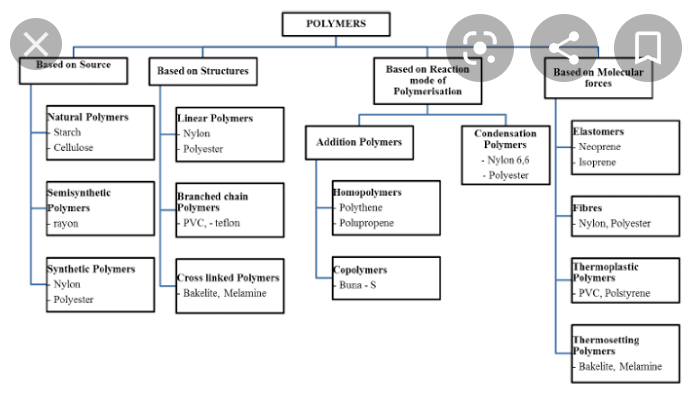 POLYMERS
Based on Source
Natural Polymers
- Starch
- Cellulose
Semisynthetic
Polymers
- rayon
Synthetic Polymers
- Nylon
- Polyester
Based on Structures
Linear Polymers
- Nylon
- Polyester
Branched chain
Polymers
- PVC, - teflon
Cross linked Polymers
- Bakelite, Melamine
Based on Reaction
mode of
Polymerisation
Addition Polymers
Homopolymers
- Polythene
- Polupropene
Copolymers
- Buna - S
Condensation
Polymers
- Nylon 6,6
- Polyester
Based on Molecular
forces
Elastomers
- Neoprene
- Isoprene
Fibres
- Nylon, Polyester
Thermoplastic
Polymers
- PVC, Polstyrene
Thermosetting
Polymers
- Bakelite, Melamine